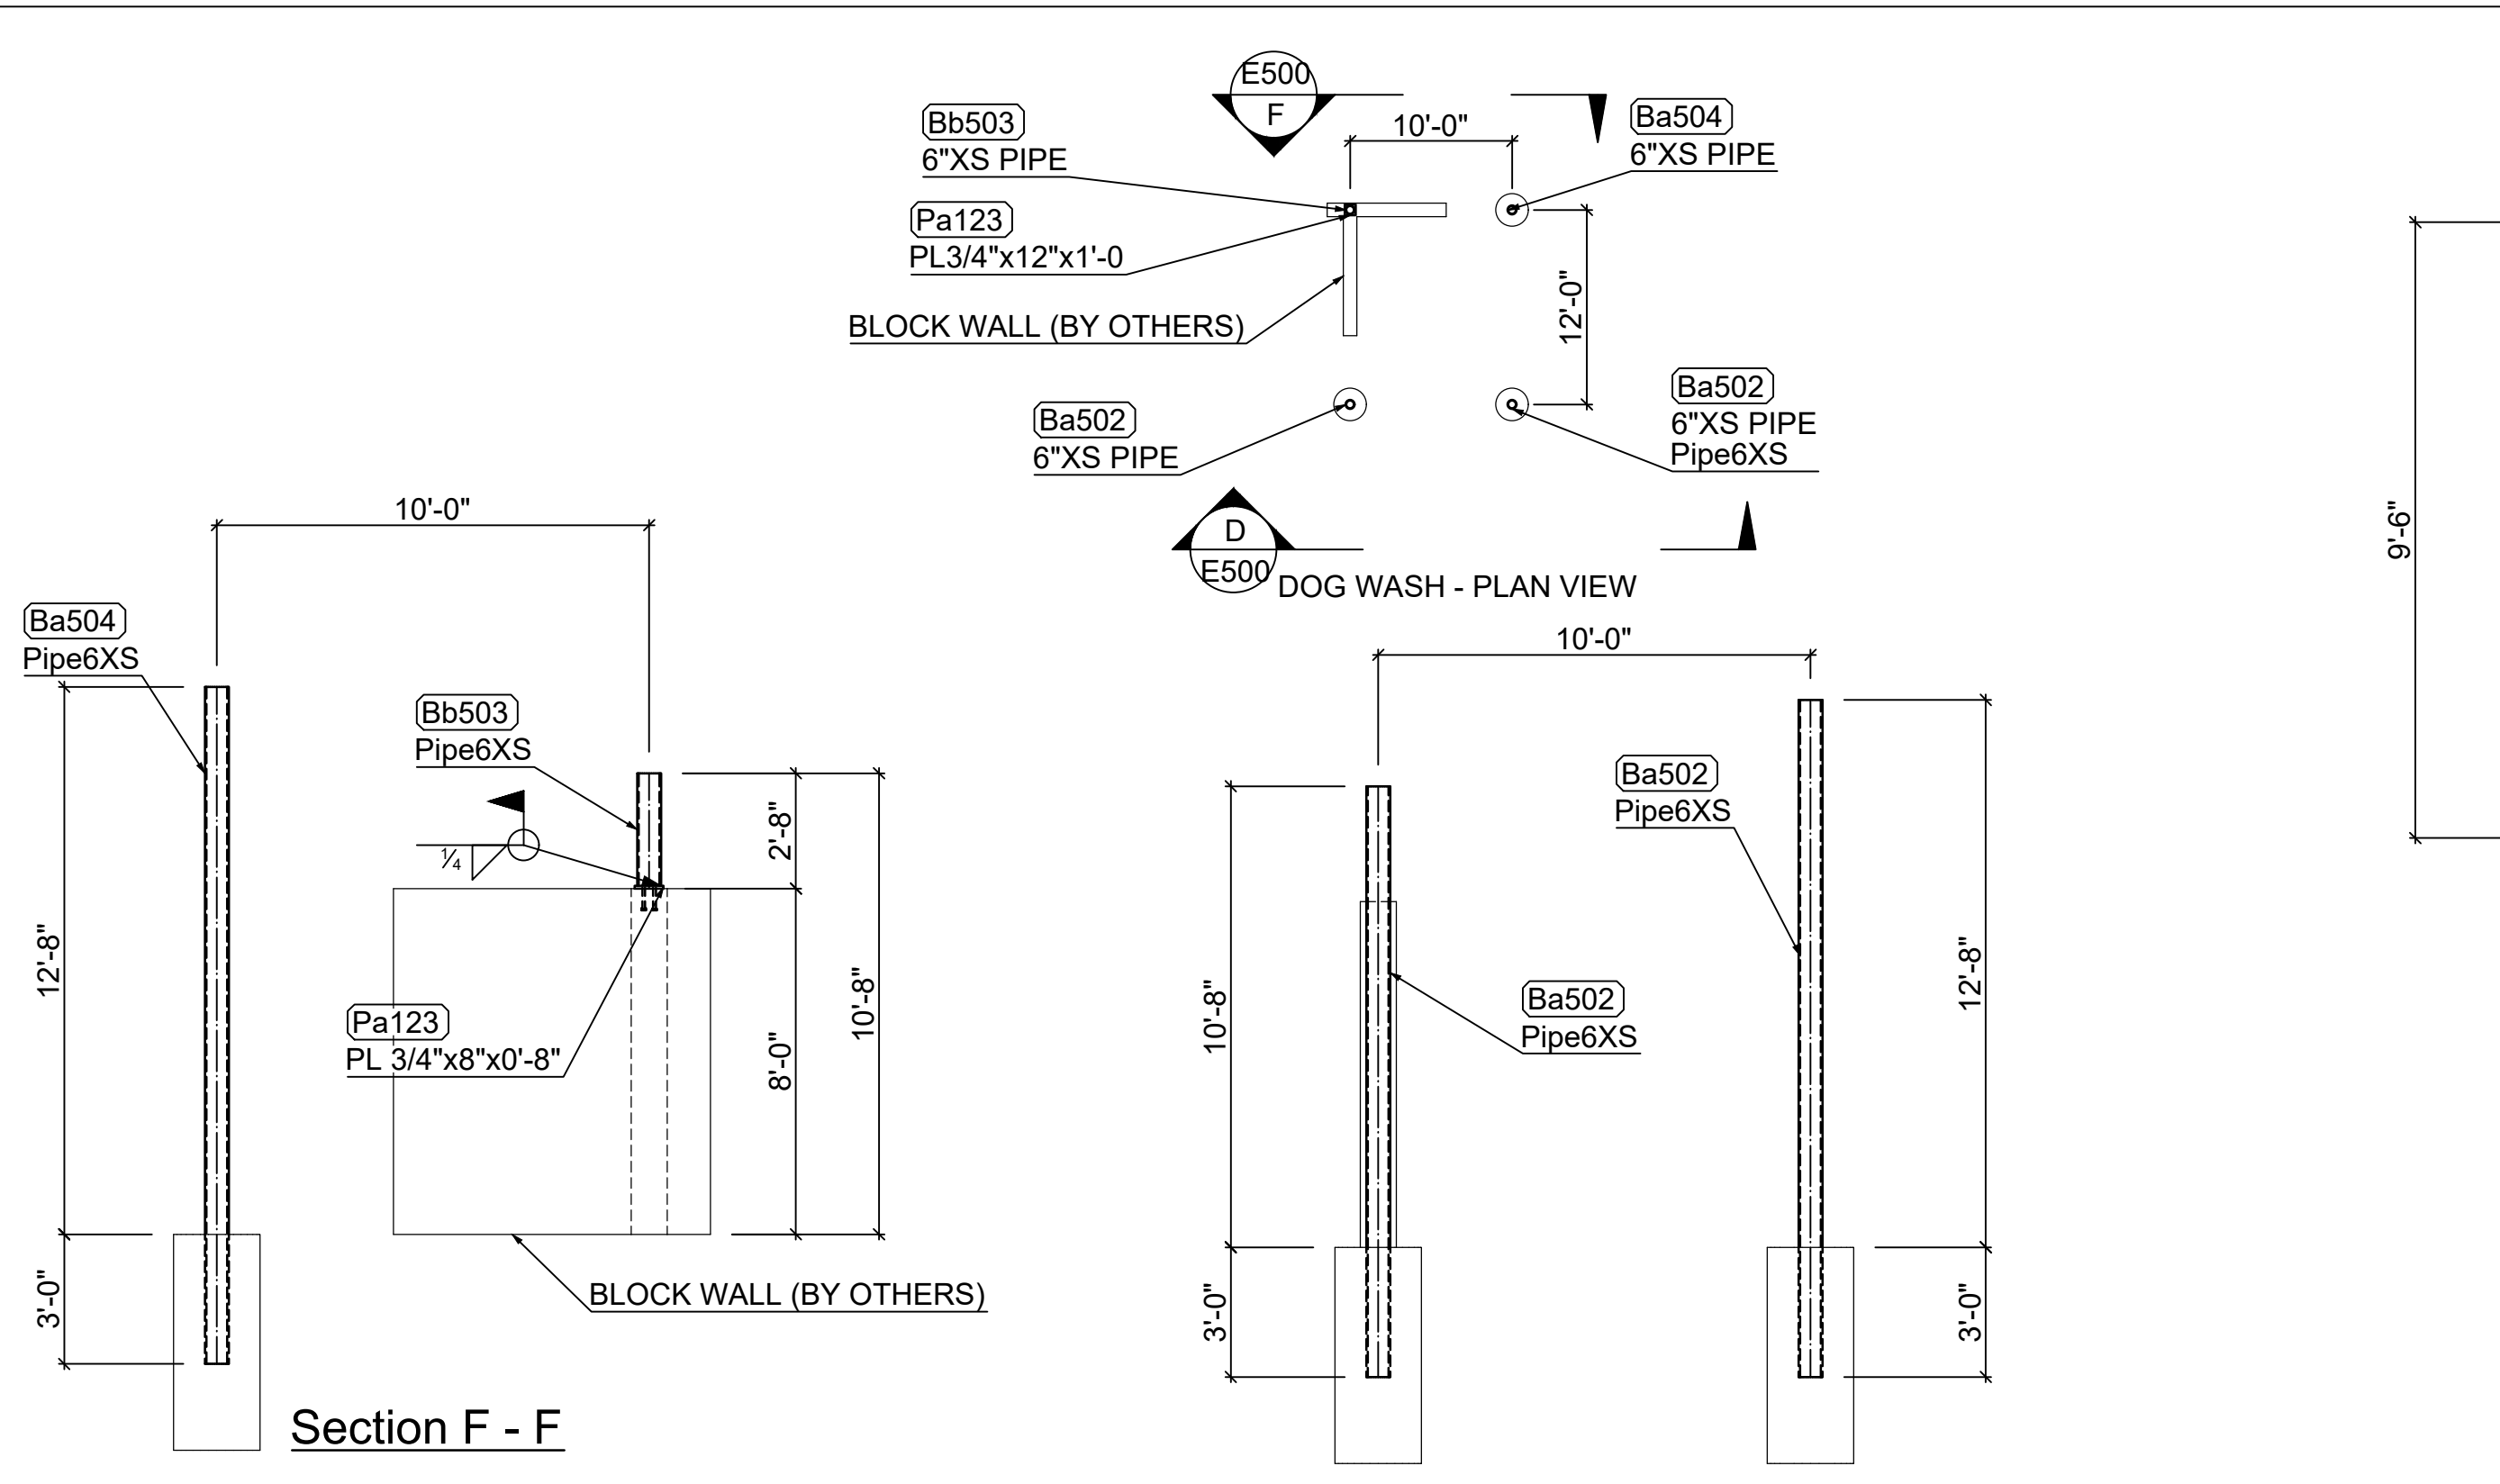 E500
F
10'-0"
Bb503
6"XS PIPE
Ba504
6"XS PIPE
Pa123
PL3/4"x12"x1'-0
BLOCK WALL (BY OTHERS)
12'-0"
Ba502
6"XS PIPE
Ba502
6"XS PIPE
Pipe6XS
D
E500
DOG WASH - PLAN VIEW
9'-6"
10'-0"
Ba504
Pipe6XS
Bb503
Pipe6XS
1/4
2'-8"
12'-8"
10'-8"
8'-0"
Pa123
PL 3/4"x8"x0'-8"
3'-0"
BLOCK WALL (BY OTHERS)
Section F - F
10'-0"
Ba502
Pipe6XS
Ba502
Pipe6XS
10'-8"
12'-8"
3'-0"
3'-0"